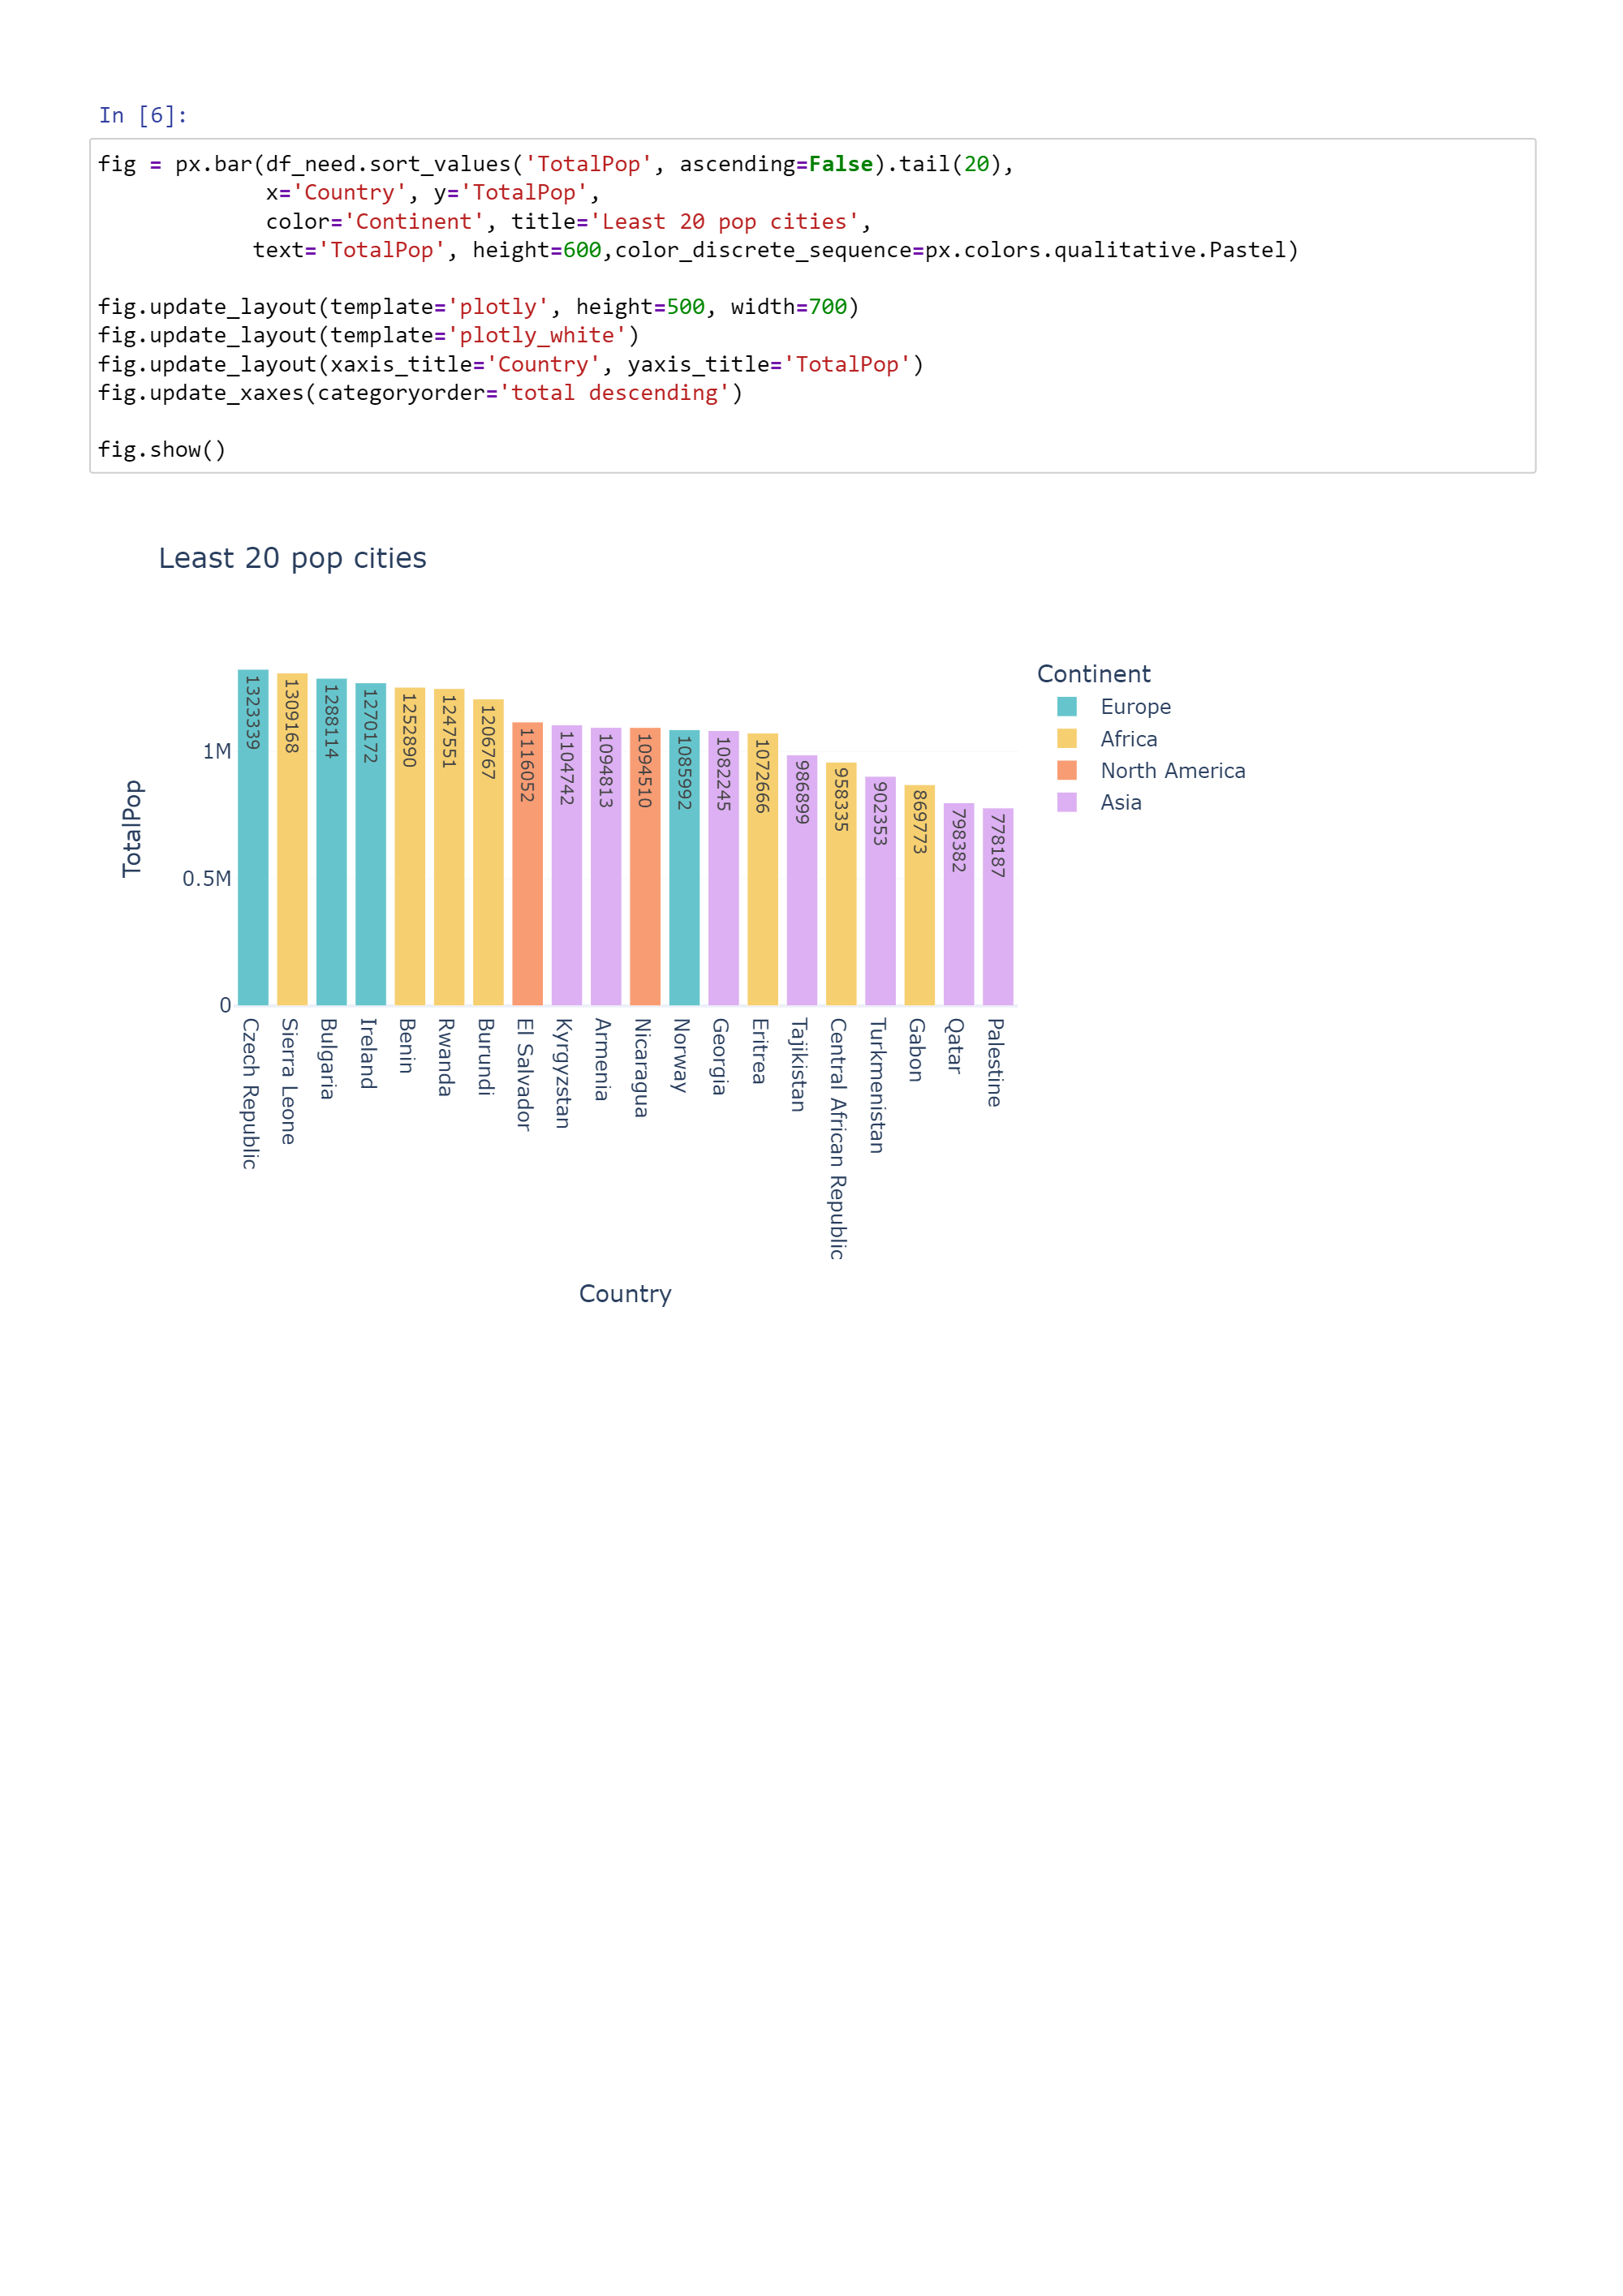 In [6]:
fig = px.bar(df_need.sort_values('TotalPop', ascending=False).tail(20),
             x='Country', y='TotalPop',
             color='Continent', title='Least 20 pop cities',
            text='TotalPop', height=600,color_discrete_sequence=px.colors.qualitative.Pastel)
fig.update_layout(template='plotly', height=500, width=700)
fig.update_layout(template='plotly_white')
fig.update_layout(xaxis_title='Country', yaxis_title='TotalPop')
fig.update_xaxes(categoryorder='total descending')
fig.show()
Least 20 pop cities
TotalPop
1M
0.5M
0
1323339
1309168
1288114
1270172
1252890
1247551
1206767
1116052
1104742
1094813
1094510
1085992
1082245
1072666
986899
958335
902353
869773
798382
778187
Czech Republic
Sierra Leone
Bulgaria
Ireland
Benin
Rwanda
Burundi
El Salvador
Kyrgyzstan
Armenia
Nicaragua
Norway
Georgia
Eritrea
Tajikistan
Central African Republic
Turkmenistan
Gabon
Qatar
Palestine
Country
Continent
Europe
Africa
North America
Asia